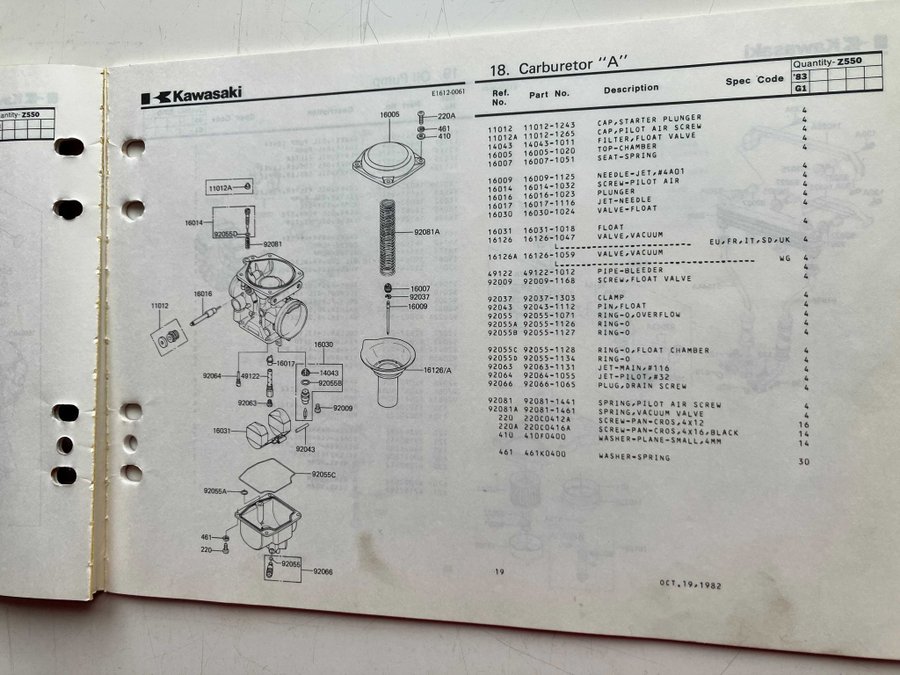 Quantity- Z550
Kawasaki
E1612-0061
18. Carburetor "A"
Ref. No.
Part No.
Description
Spec Code
Quantity- Z550
'83
G1
11012 11012-1243 CAP,STARTER PLUNGER 4
11012A 11012-1265 CAP,PILOT AIR SCREW 4
14043 14043-1011 FILTER,FLOAT VALVE 4
16005 16005-1020 TOP-CHAMBER 4
16007 16007-1051 SEAT-SPRING 4
16009 16009-1125 NEEDLE-JET,#4A01 4
16014 16014-1032 SCREW-PILOT AIR 4
16016 16016-1023 PLUNGER 4
16017 16017-1116 JET-NEEDLE 4
16030 16030-1024 VALVE-FLOAT 4
16031 16031-1018 FLOAT 4
16126 16126-1047 VALVE,VACUUM
EU,FR,IT,SD,UK 4
16126A 16126-1059 VALVE,VACUUM
WG 4
49122 49122-1012 PIPE-BLEEDER 4
92009 92009-1168 SCREW,FLOAT VALVE 4
92037 92037-1303 CLAMP 4
92043 92043-1112 PIN,FLOAT 4
92055 92055-1071 RING-O,OVERFLOW 4
92055A 92055-1126 RING-O 4
92055B 92055-1127 RING-O 4
92055C 92055-1128 RING-O,FLOAT CHAMBER 4
92055D 92055-1134 RING-O 4
92063 92063-1131 JET-MAIN,#116 4
92064 92064-1055 JET-PILOT,#32 4
92066 92066-1065 PLUG,DRAIN SCREW 4
92081 92081-1441 SPRING,PILOT AIR SCREW 4
92081A 92081-1461 SPRING,VACUUM VALVE 4
220 220C0412A SCREW-PAN-CROS,4X12 16
220A 220C0416A SCREW-PAN-CROS,4X16,BLACK 14
410 410F0400 WASHER-PLANE-SMALL,4MM 14
461 461K0400 WASHER-SPRING 30
16005
220A
461
410
11012A
16014
92055D
92081
92081A
16007
92037
16009
11012
16016
16030
16017
14043
92055B
16126/A
92064
49122
92063
92009
16031
92043
92055C
92055A
461
220
92055
92066
19
OCT.19,1982